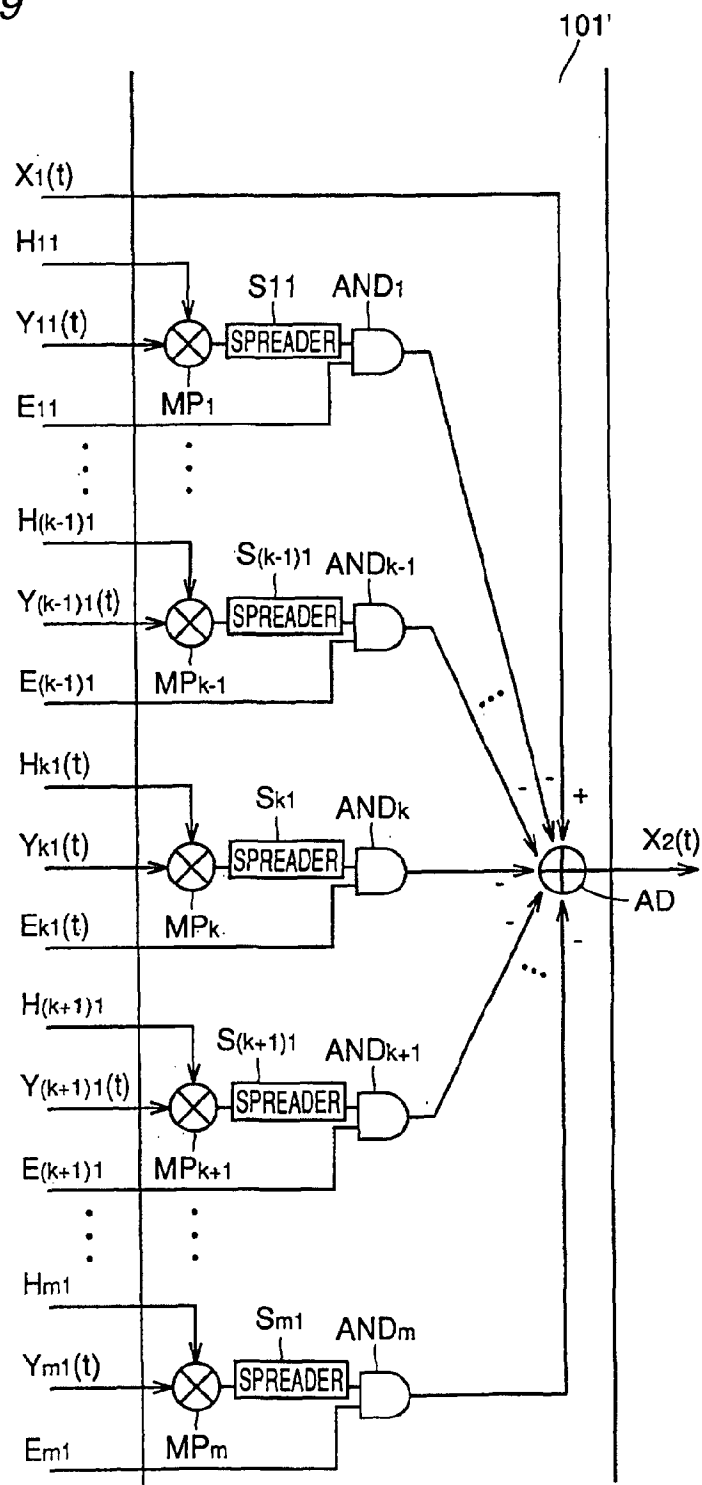 9
101'
X1(t)
H11
S11
AND1
Y11(t)
SPREADER
MP1
E11
H(k-1)1
S(k-1)1
ANDk-1
Y(k-1)1(t)
SPREADER
MPk-1
E(k-1)1
Hk1(t)
Sk1
ANDk
- - +
X2(t)
Yk1(t)
SPREADER
AD
MPk
-
Ek1(t)
- -
H(k+1)1
S(k+1)1
ANDk+1
Y(k+1)1(t)
SPREADER
MPk+1
E(k+1)1
Hm1
Sm1
ANDm
Ym1(t)
SPREADER
MPm
Em1